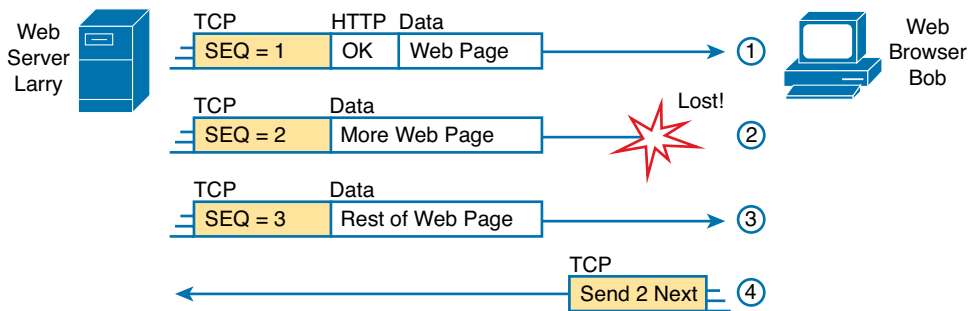 Web
Server
Larry
TCP HTTP Data
SEQ = 1 OK Web Page
1
Web
Browser
Bob
TCP Data
SEQ = 2 More Web Page
Lost!
2
TCP Data
SEQ = 3 Rest of Web Page
3
TCP
Send 2 Next
4